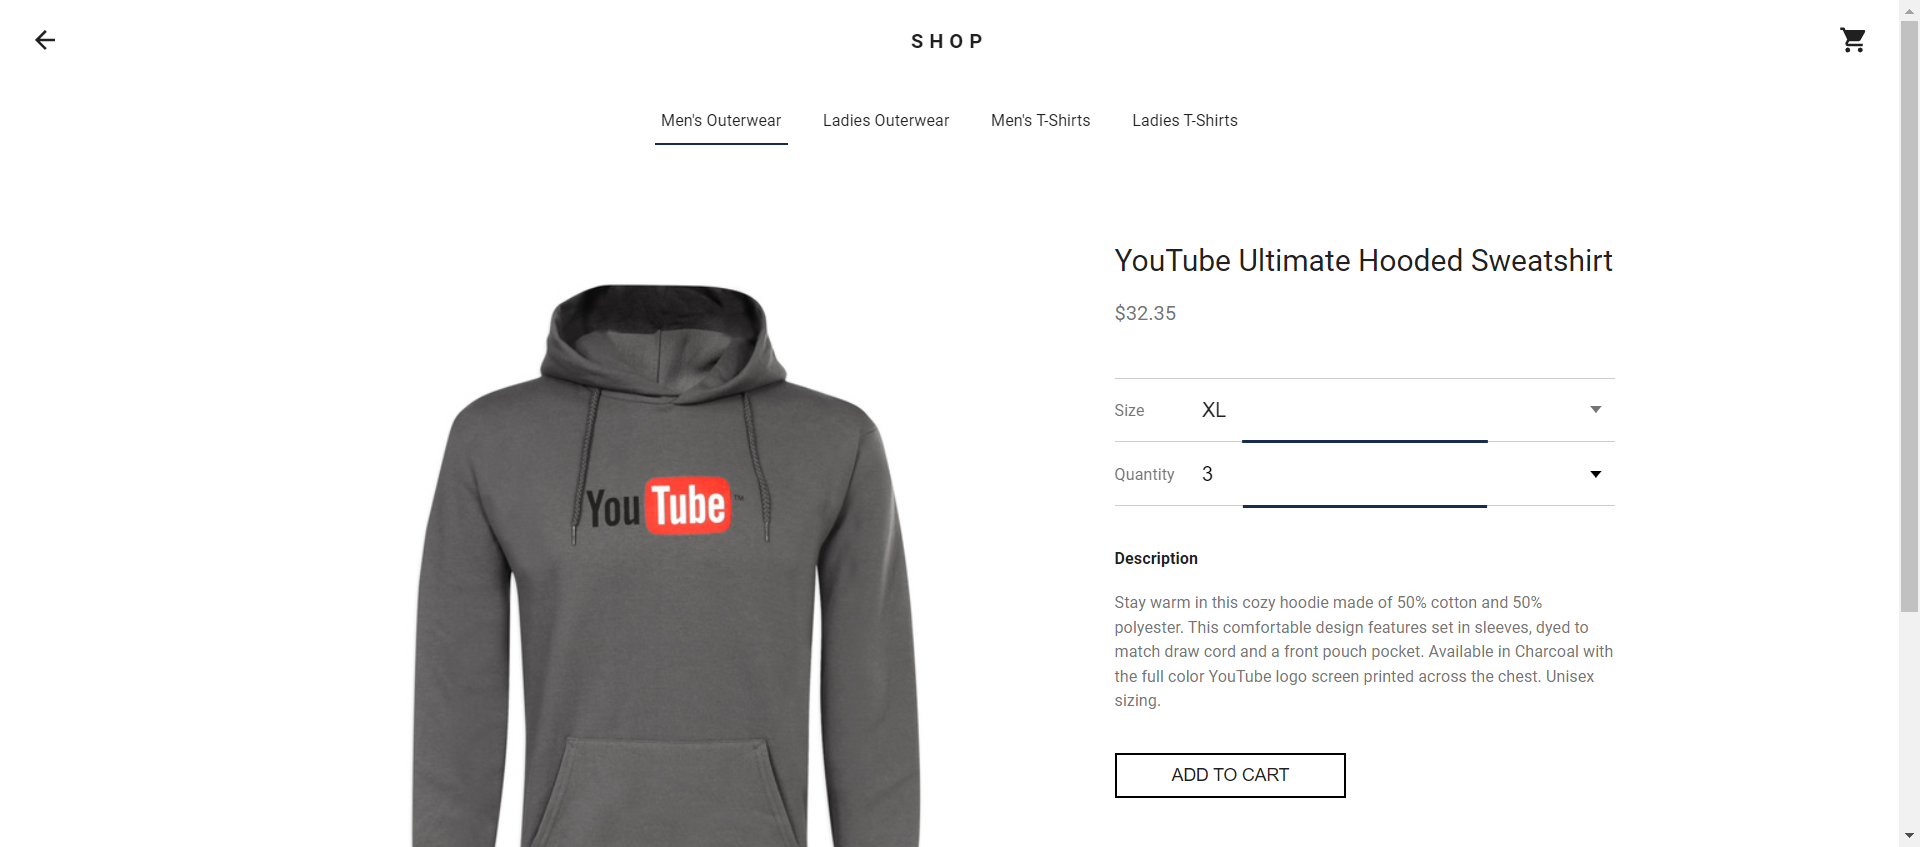 SHOP
Men's Outerwear
Ladies Outerwear
Men's T-Shirts
Ladies T-Shirts
YouTube Ultimate Hooded Sweatshirt
$32.35
Size XL
Quantity 3
YouTube™
Description
Stay warm in this cozy hoodie made of 50% cotton and 50%
polyester. This comfortable design features set in sleeves, dyed to
match draw cord and a front pouch pocket. Available in Charcoal with
the full color YouTube logo screen printed across the chest. Unisex
sizing.
ADD TO CART